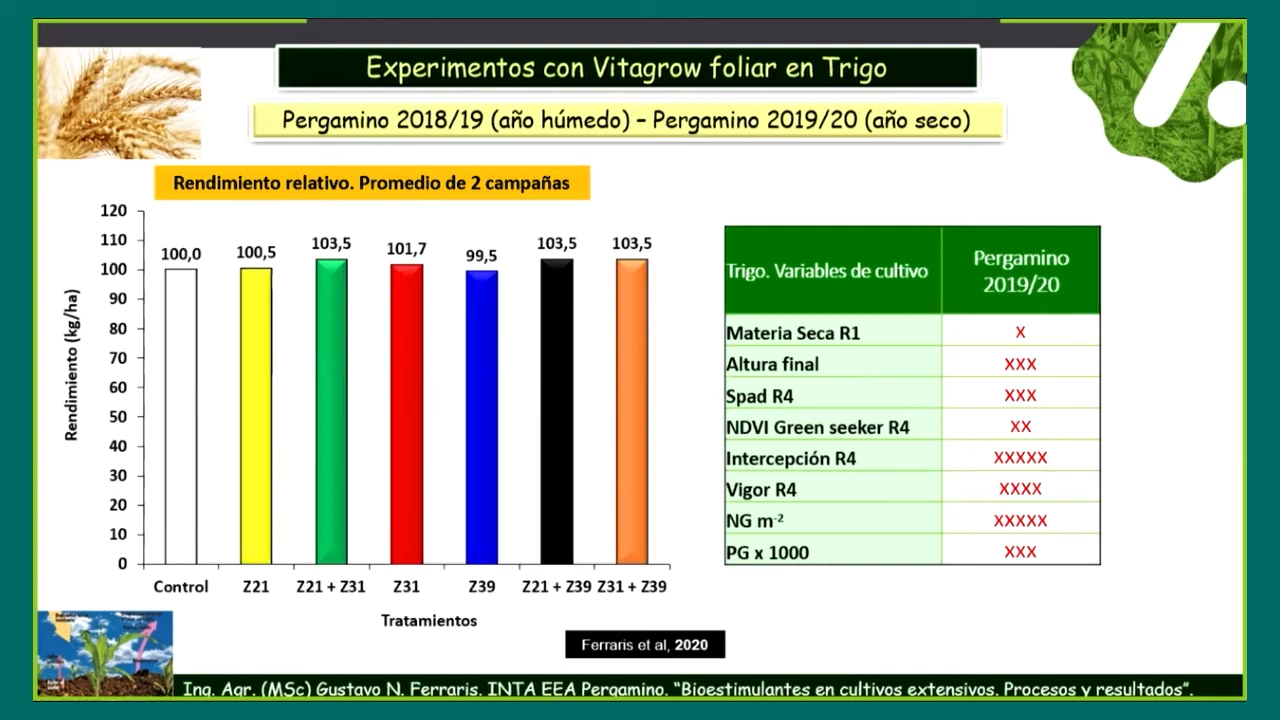 Experimentos con Vitagrow foliar en Trigo
Pergamino 2018/19 (año húmedo) – Pergamino 2019/20 (año seco)
Rendimiento relativo. Promedio de 2 campañas
Rendimiento (kg/ha)
120
110
100
90
80
70
60
50
40
30
20
10
0
100,0
100,5
103,5
101,7
99,5
103,5
103,5
Control
Z21
Z21 + Z31
Z31
Z39
Z21 + Z39
Z31 + Z39
Tratamientos
Trigo. Variables de cultivo
Pergamino
2019/20
Materia Seca R1 X
Altura final XXX
Spad R4 XXX
NDVI Green seeker R4 XX
Intercepción R4 XXXXX
Vigor R4 XXXX
NG m⁻² XXXXX
PG x 1000 XXX
Ferraris et al, 2020
Ing. Agr. (MSc) Gustavo N. Ferraris. INTA EEA Pergamino. “Bioestimulantes en cultivos extensivos. Procesos y resultados”.